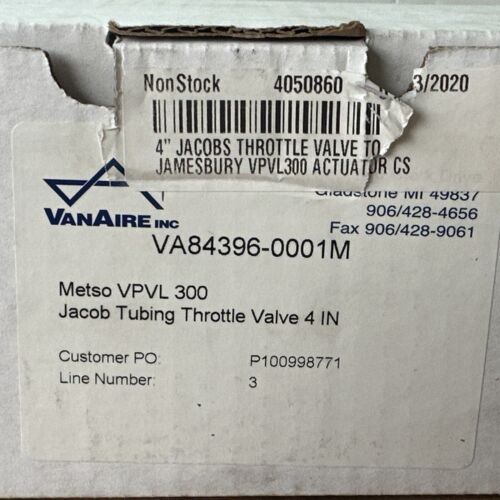 NonStock 4050860 3/2020
4" JACOBS THROTTLE VALVE TO
JAMESBURY VPVL300 ACTUATOR CS
Drive
Gladstone MI 49837
VANAIRE INC
906/428-4656
Fax 906/428-9061
VA84396-0001M
Metso VPVL 300
Jacob Tubing Throttle Valve 4 IN
Customer PO: P100998771
Line Number: 3